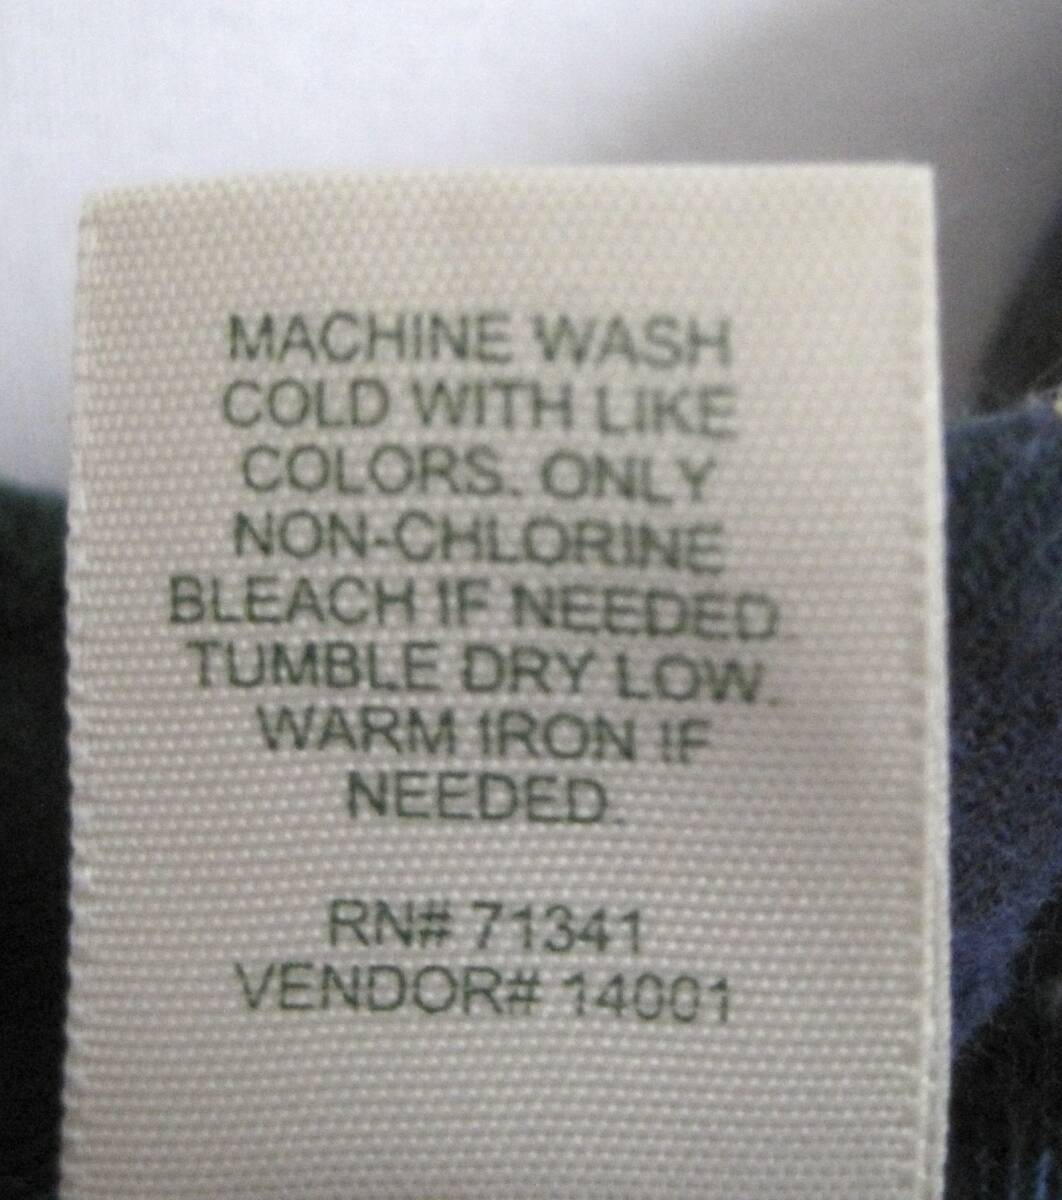 MACHINE WASH
COLD WITH LIKE
COLORS. ONLY
NON-CHLORINE
BLEACH IF NEEDED.
TUMBLE DRY LOW.
WARM IRON IF
NEEDED.
RN# 71341
VENDOR# 14001